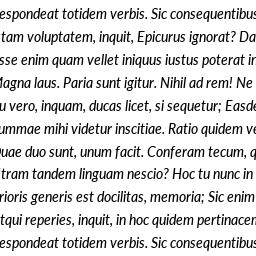 espondeat totidem verbis. Sic consequentibus
tam voluptatem, inquit, Epicurus ignorat? Da
sse enim quam vellet iniquus iustus poterat in
Magna laus. Paria sunt igitur. Nihil ad rem! Ne
u vero, inquam, ducas licet, si sequetur; Easde
ummae mihi videtur inscitiae. Ratio quidem ve
Quae duo sunt, unum facit. Conferam tecum, q
tram tandem linguam nescio? Hoc tu nunc in
rioris generis est docilitas, memoria; Sic enim
tqui reperies, inquit, in hoc quidem pertinacem
espondeat totidem verbis. Sic consequentibus